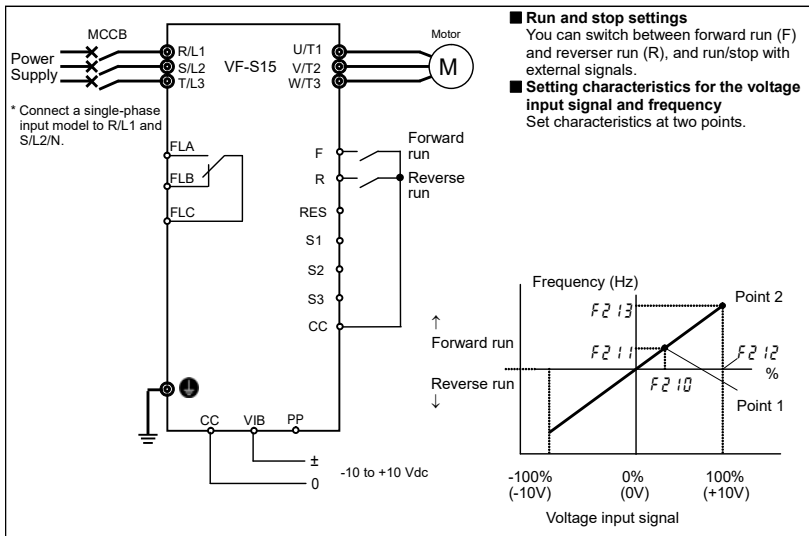 MCCB
Power
Supply
R/L1
S/L2
T/L3
VF-S15
U/T1
V/T2
W/T3
Motor
M
* Connect a single-phase
input model to R/L1 and
S/L2/N.
FLA
FLB
FLC
F
R
RES
S1
S2
S3
CC
Forward
run
Reverse
run
CC
VIB
PP
±
0
-10 to +10 Vdc
■ Run and stop settings
You can switch between forward run (F)
and reverser run (R), and run/stop with
external signals.
■ Setting characteristics for the voltage
input signal and frequency
Set characteristics at two points.
Frequency (Hz)
F213
Point 2
↑
Forward run
F211
F212
%
Reverse run
↓
F210
Point 1
-100%
(-10V)
0%
(0V)
100%
(+10V)
Voltage input signal